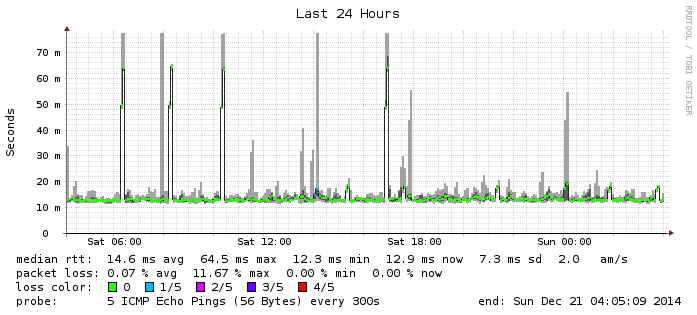 Last 24 Hours
RRDTOOL / TOBI OETIKER
Seconds
70 m
60 m
50 m
40 m
30 m
20 m
10 m
0
Sat 06:00 Sat 12:00 Sat 18:00 Sun 00:00
median rtt: 14.6 ms avg 64.5 ms max 12.3 ms min 12.9 ms now 7.3 ms sd 2.0 am/s
packet loss: 0.07 % avg 11.67 % max 0.00 % min 0.00 % now
loss color: 0 1/5 2/5 3/5 4/5
probe: 5 ICMP Echo Pings (56 Bytes) every 300s end: Sun Dec 21 04:05:09 2014